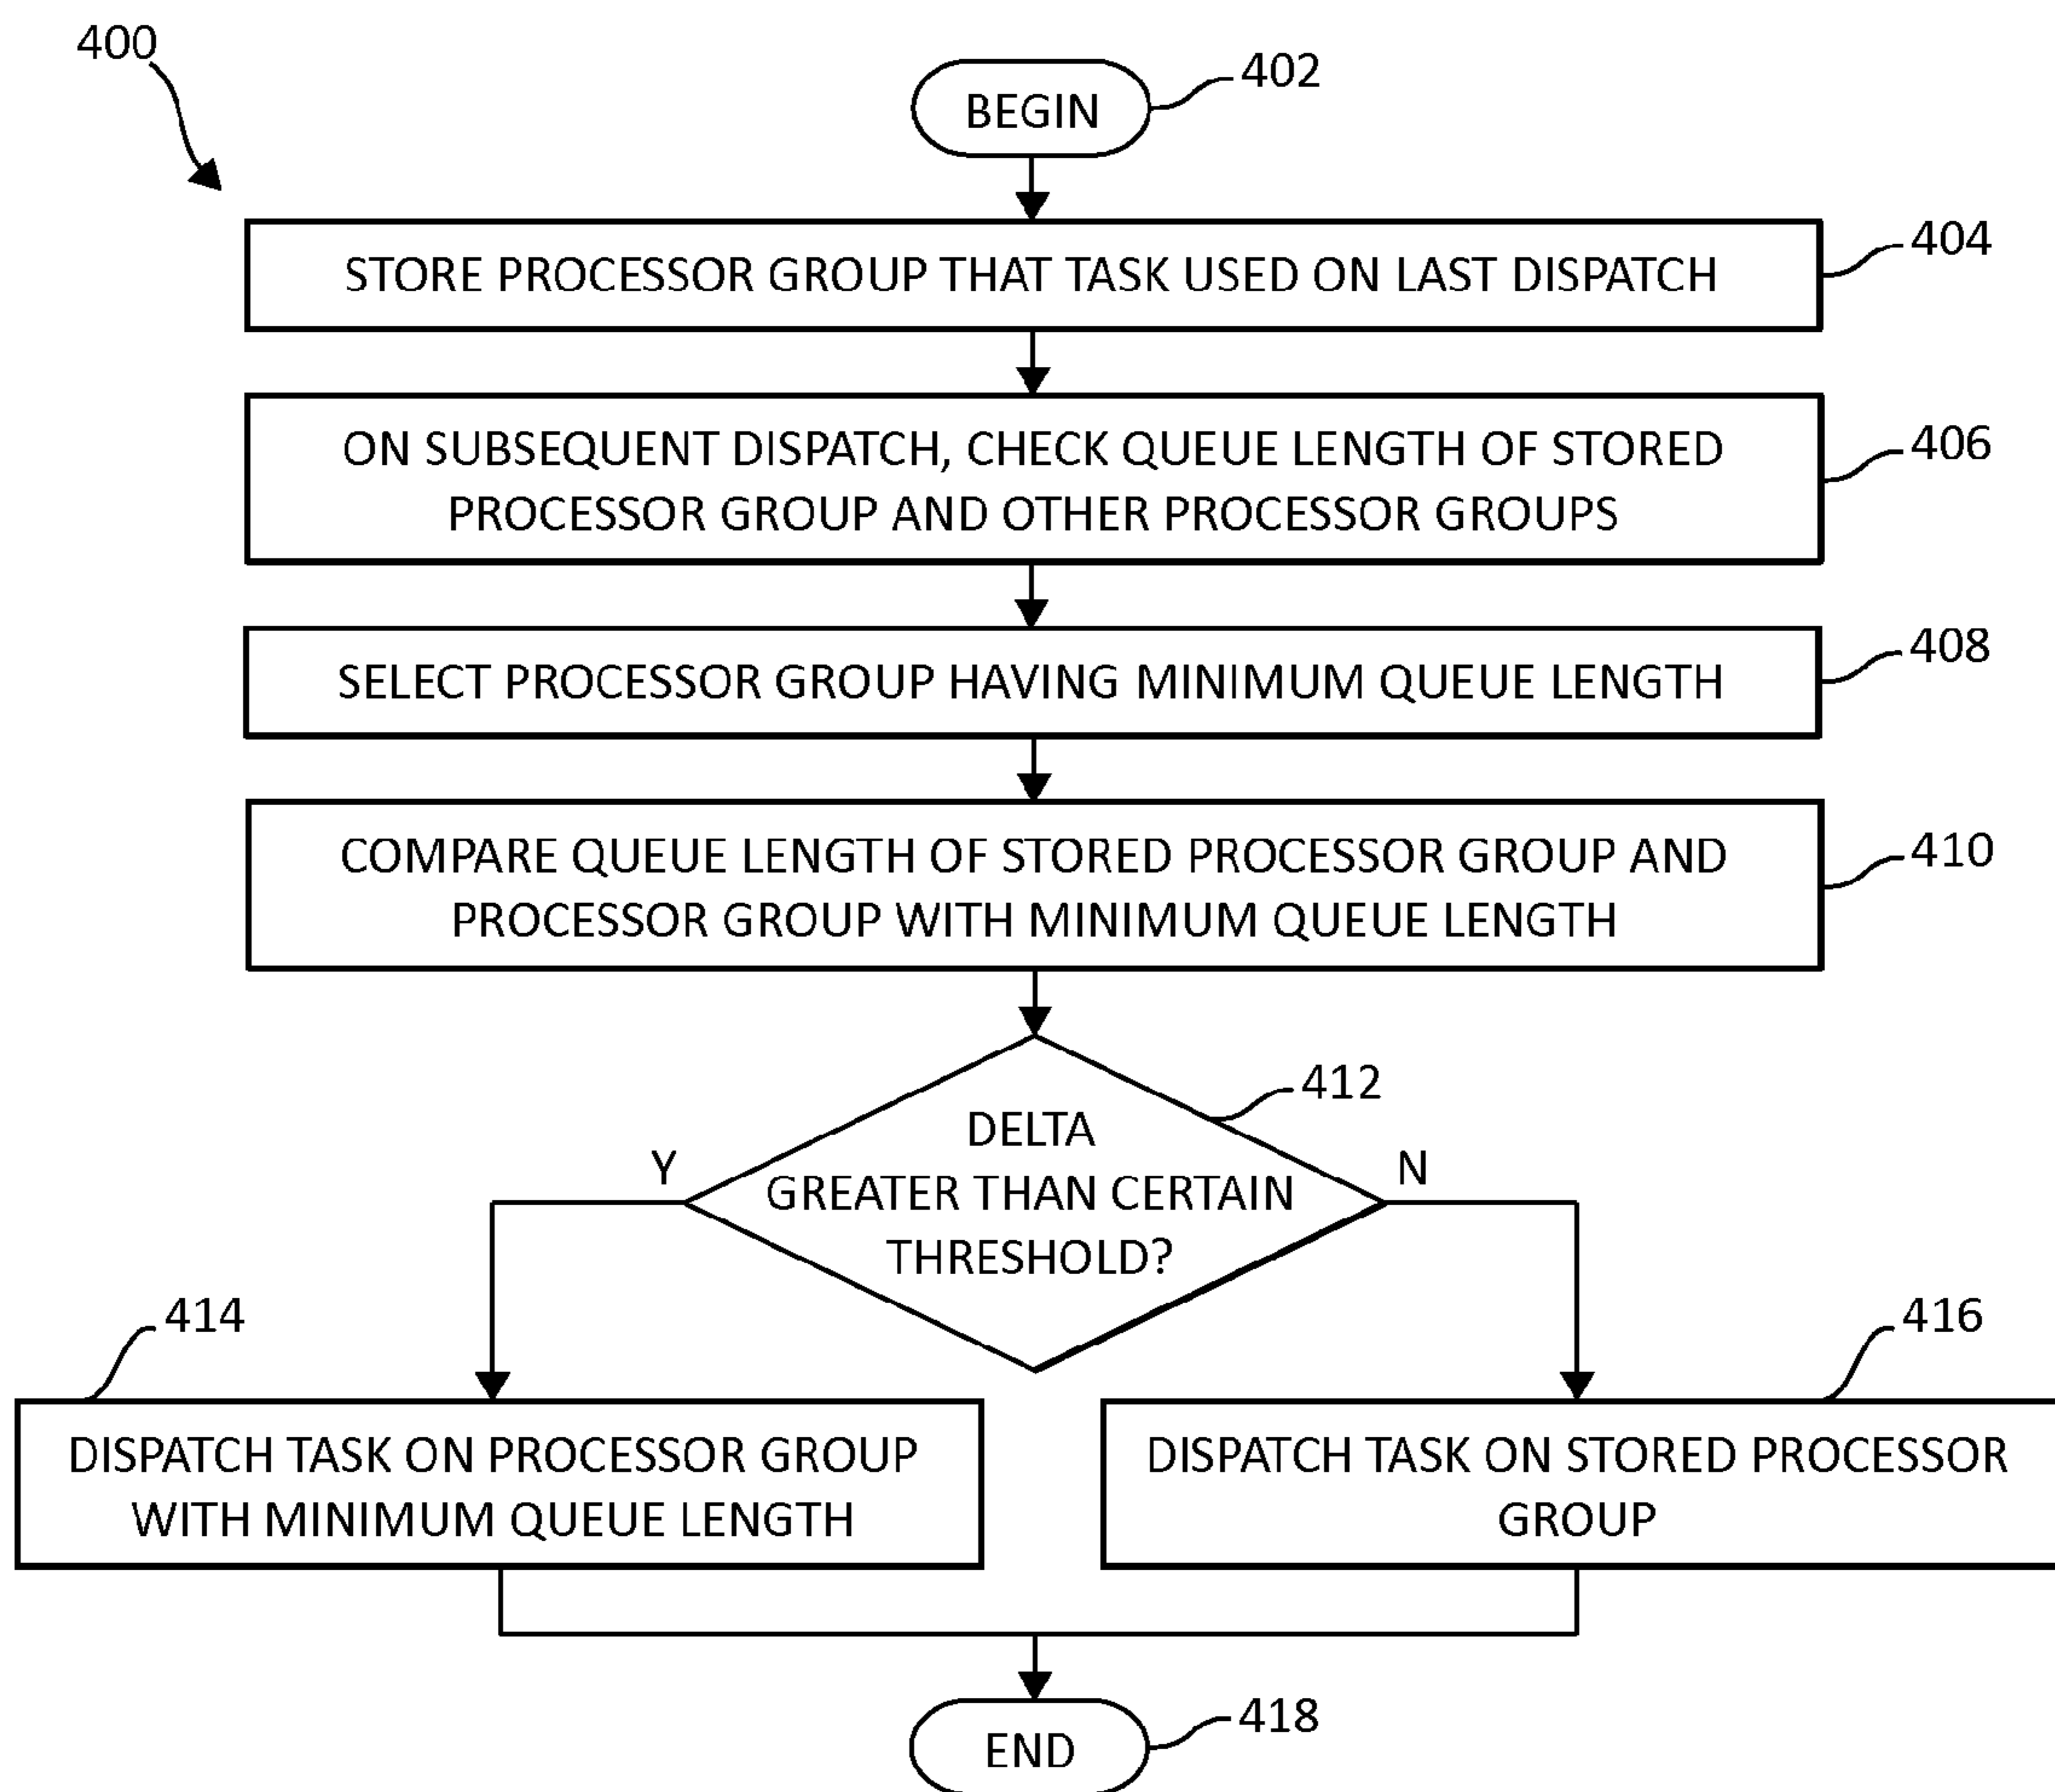 400
BEGIN
402
STORE PROCESSOR GROUP THAT TASK USED ON LAST DISPATCH
404
ON SUBSEQUENT DISPATCH, CHECK QUEUE LENGTH OF STORED
PROCESSOR GROUP AND OTHER PROCESSOR GROUPS
406
SELECT PROCESSOR GROUP HAVING MINIMUM QUEUE LENGTH
408
COMPARE QUEUE LENGTH OF STORED PROCESSOR GROUP AND
PROCESSOR GROUP WITH MINIMUM QUEUE LENGTH
410
412
DELTA
GREATER THAN CERTAIN
THRESHOLD?
Y
N
414
DISPATCH TASK ON PROCESSOR GROUP
WITH MINIMUM QUEUE LENGTH
416
DISPATCH TASK ON STORED PROCESSOR
GROUP
END
418